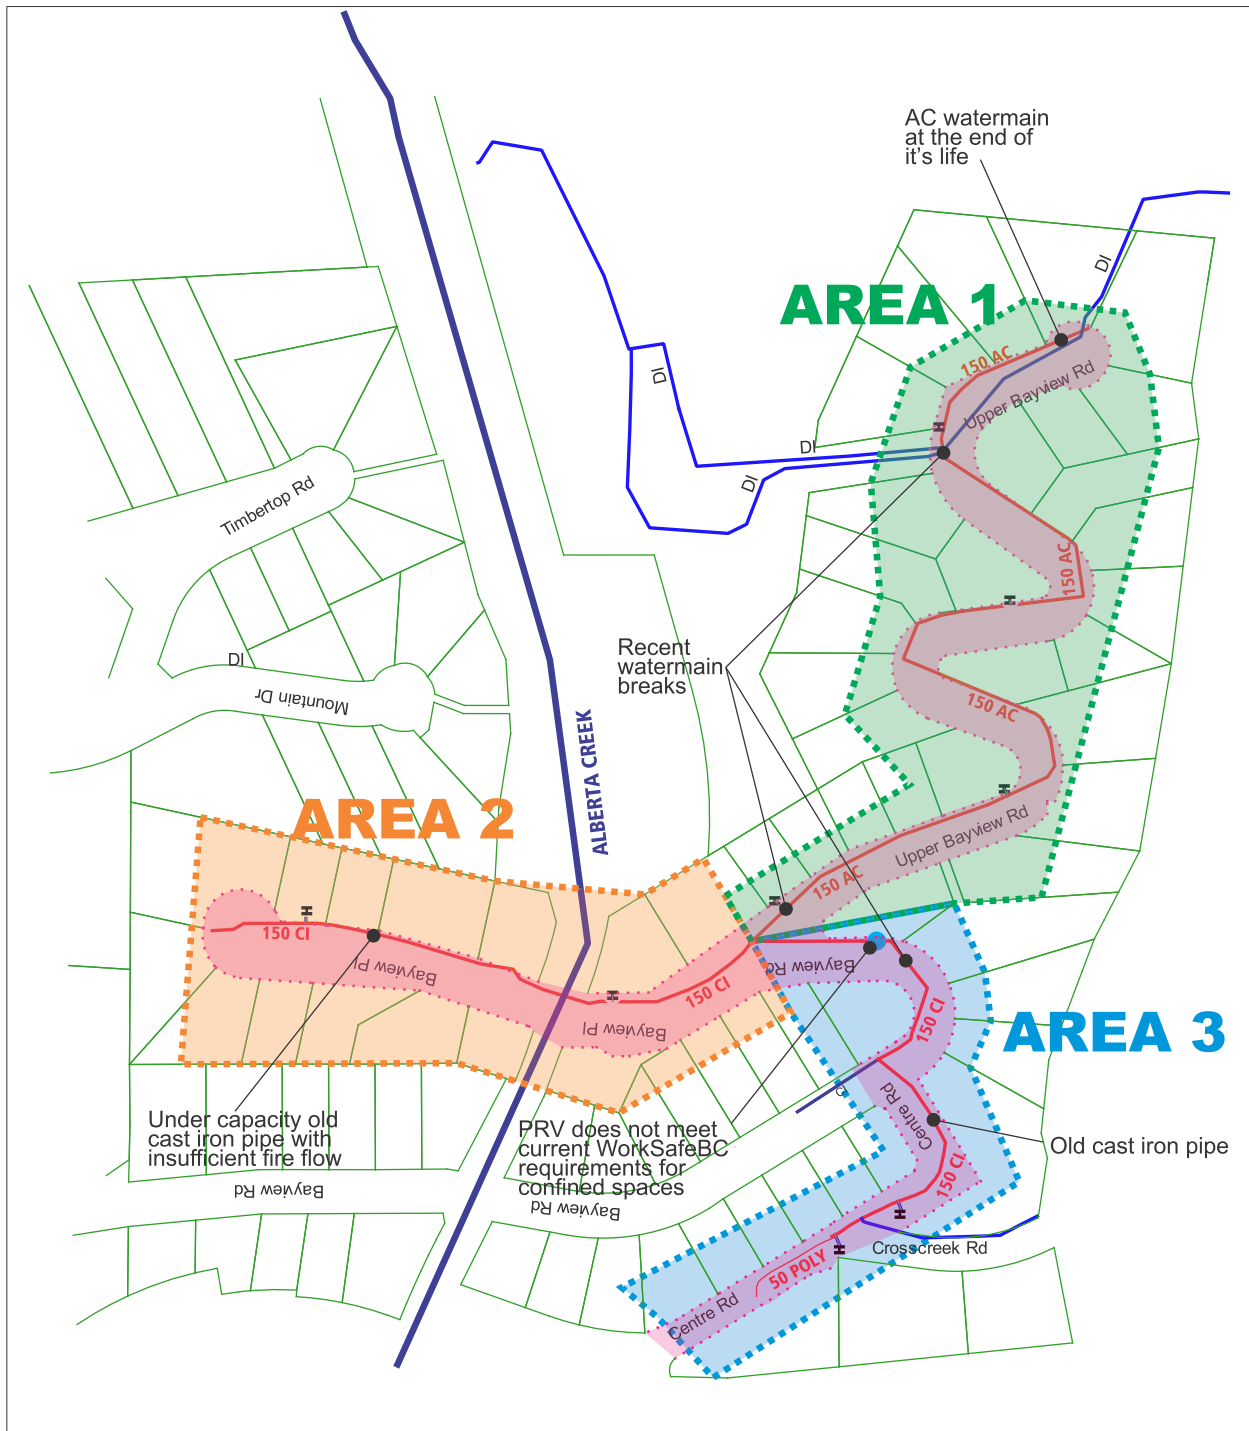 AC watermain
at the end of
it's life
DI
AREA 1
150 AC
Upper Bayview Rd
H
DI
DI
DI
Timbertop Rd
150 AC
H
Recent
watermain
breaks
DI
Mountain Dr
150 AC
ALBERTA CREEK
H
AREA 2
Upper Bayview Rd
150 AC
H
H
150 CI
Bayview Pl
Bayview Rd
150 CI
H
Bayview Pl
150 CI
AREA 3
Centre Rd
Under capacity old
cast iron pipe with
insufficient fire flow
PRV does not meet
current WorkSafeBC
requirements for
confined spaces
Old cast iron pipe
150 CI
Bayview Rd
Bayview Rd
H
H
Crosscreek Rd
50 POLY
Centre Rd